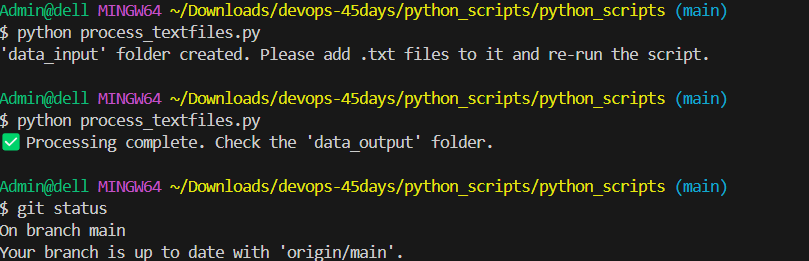 Admin@dell MINGW64 ~/Downloads/devops-45days/python_scripts/python_scripts (main)
$ python process_textfiles.py
'data_input' folder created. Please add .txt files to it and re-run the script.
Admin@dell MINGW64 ~/Downloads/devops-45days/python_scripts/python_scripts (main)
$ python process_textfiles.py
✅ Processing complete. Check the 'data_output' folder.
Admin@dell MINGW64 ~/Downloads/devops-45days/python_scripts/python_scripts (main)
$ git status
On branch main
Your branch is up to date with 'origin/main'.